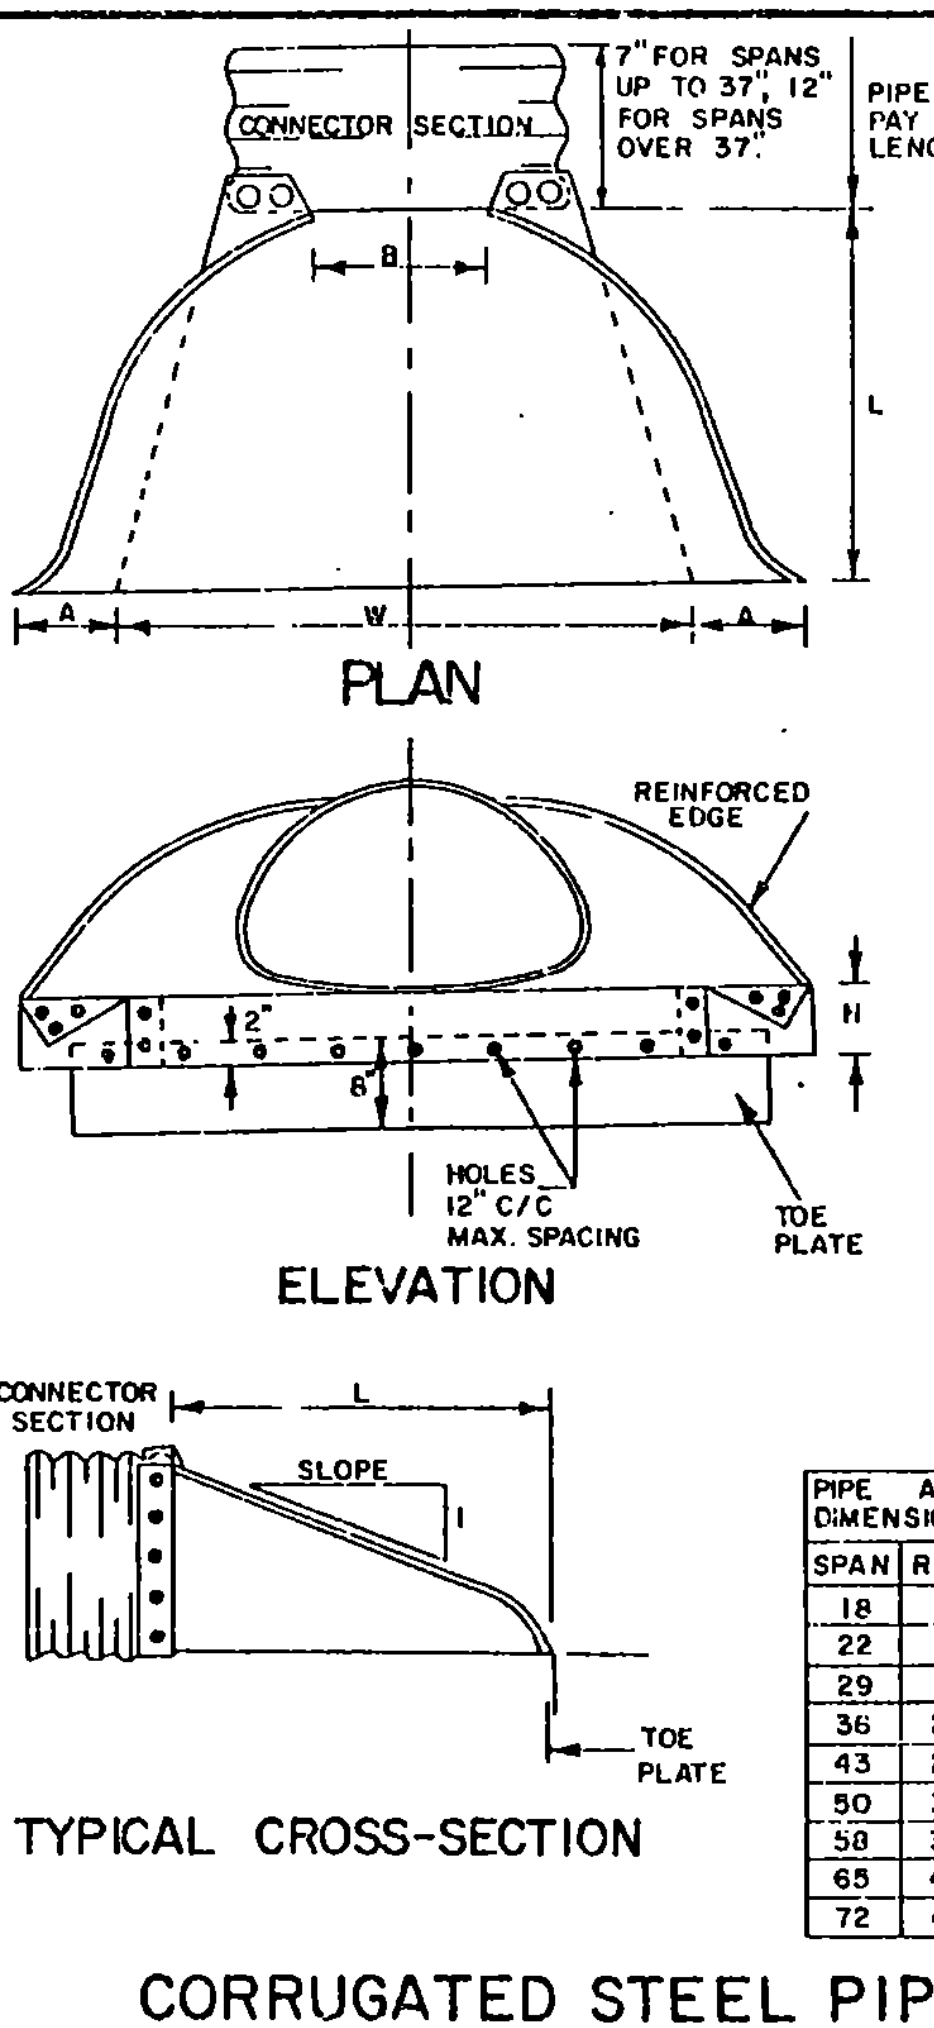 7" FOR SPANS
UP TO 37", 12"
FOR SPANS
OVER 37".
PIPE
PAY
CONNECTOR SECTION
B
L
A
W
A
PLAN
REINFORCED
EDGE
2"
H
8"
HOLES
12" C/C
MAX. SPACING
TOE
PLATE
ELEVATION
CONNECTOR
SECTION
L
SLOPE
1
TOE
PLATE
TYPICAL CROSS-SECTION
PIPE
SPAN
18
22
29
36
43
50
58
65
72
CORRUGATED STEEL